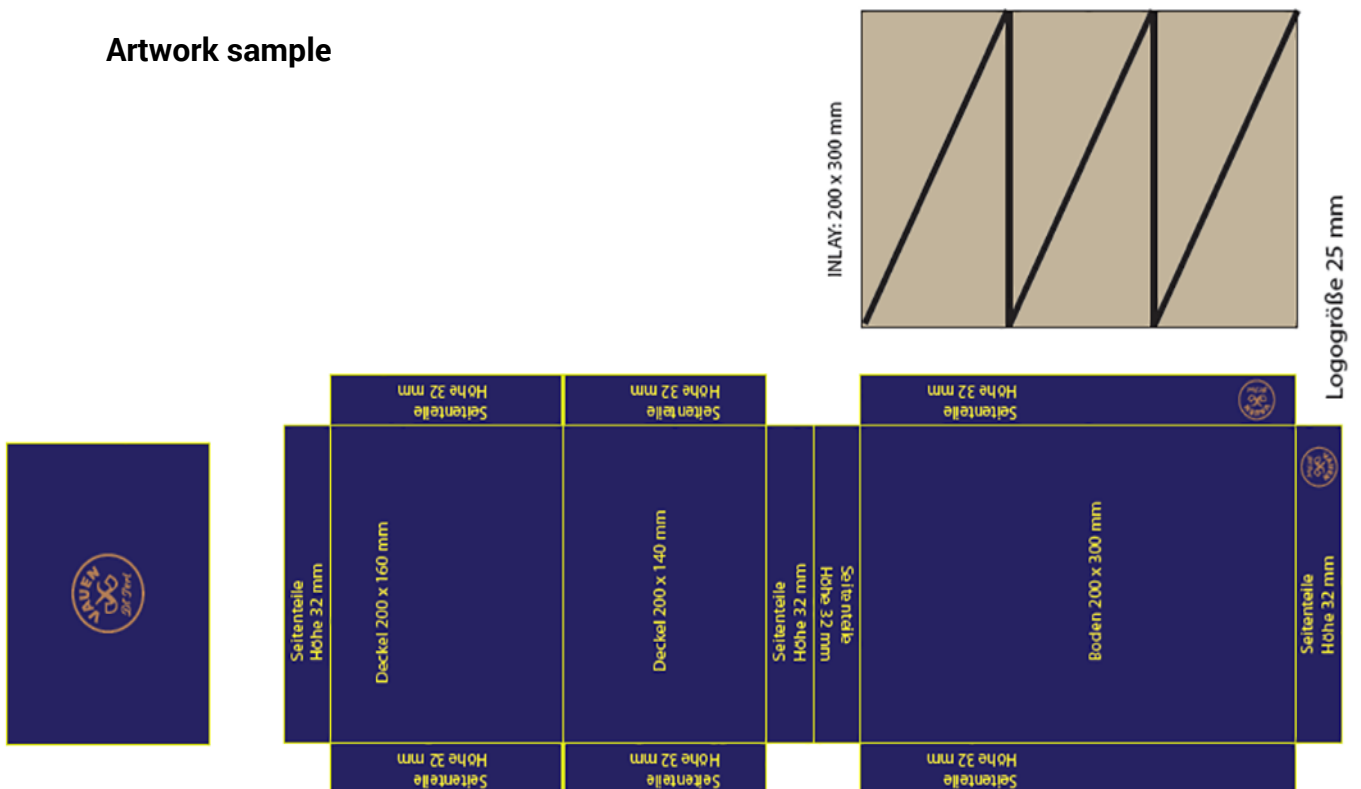 Artwork sample
INLAY: 200 x 300 mm
Logogröße 25 mm
Seitenteile
Höhe 32 mm
Seitenteile
Höhe 32 mm
Seitenteile
Höhe 32 mm
VAUEN
Seitenteile
Höhe 32 mm
Deckel 200 x 160 mm
Deckel 200 x 140 mm
Seitenteile
Höhe 32 mm
Seitenteile
Höhe 32 mm
Boden 200 x 300 mm
VAUEN
VAUEN
Seitenteile
Höhe 32 mm
Seitenteile
Höhe 32 mm
Seitenteile
Höhe 32 mm
Seitenteile
Höhe 32 mm